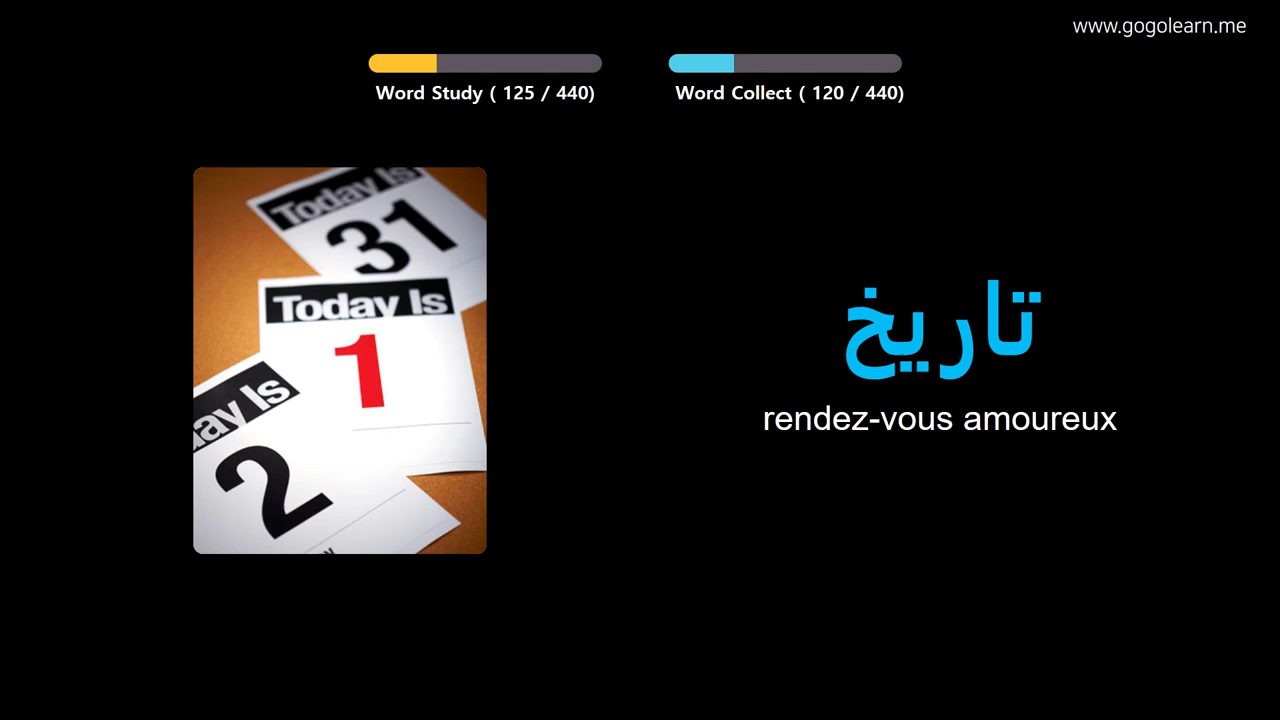 www.gogolearn.me
Word Study ( 125 / 440)
Word Collect ( 120 / 440)
Today Is
31
Today Is
1
ay Is
2
تاريخ
rendez-vous amoureux